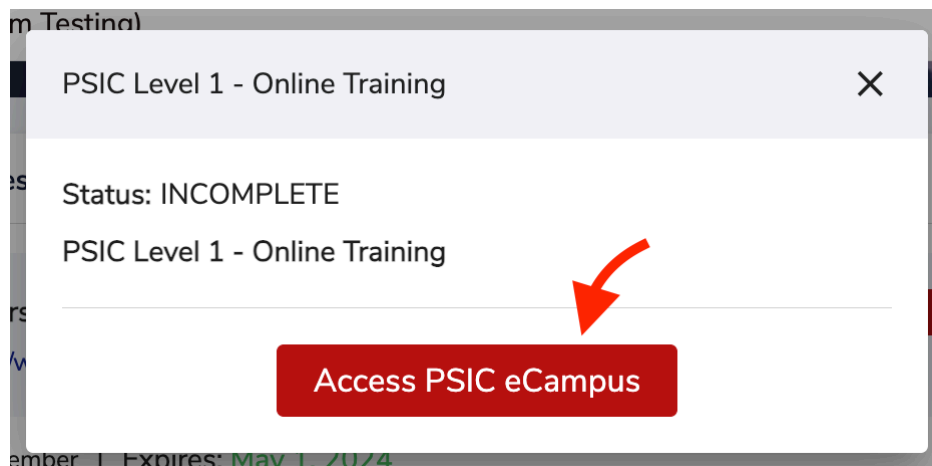 m Testing)
PSIC Level 1 - Online Training
Status: INCOMPLETE
PSIC Level 1 - Online Training
Access PSIC eCampus
ember | Expires: May 1, 2024